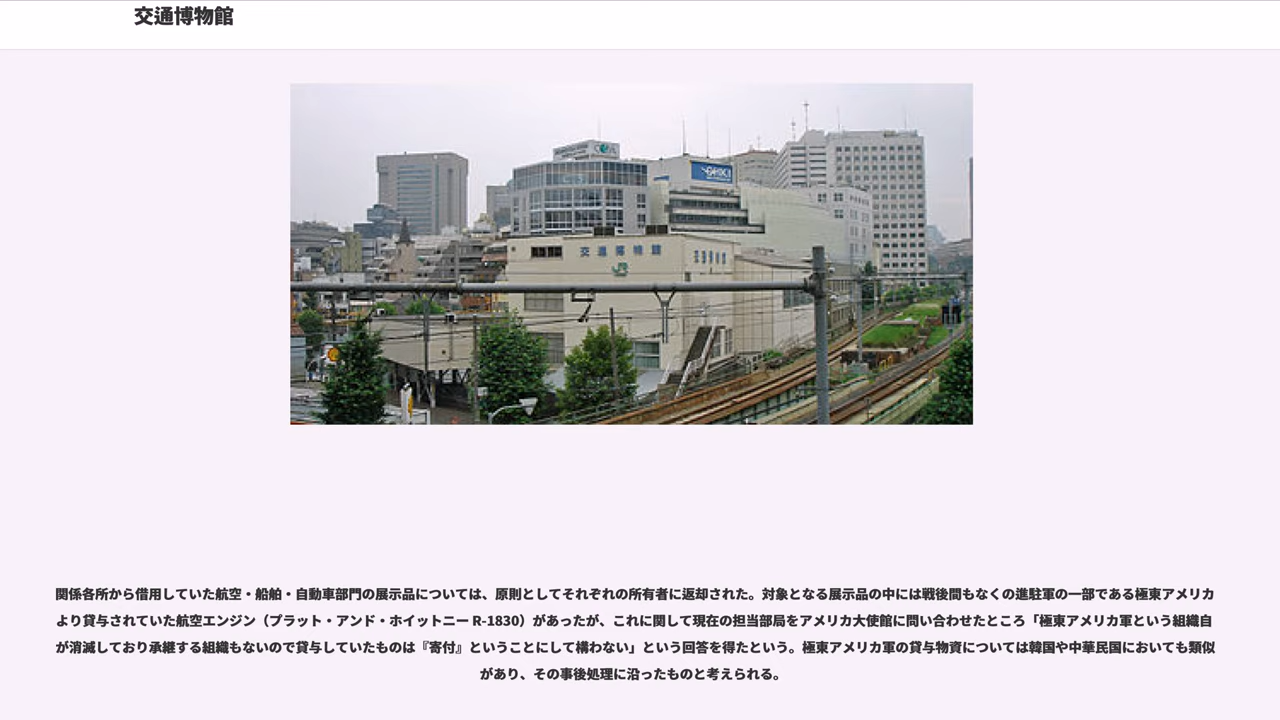 交通博物館
交通博物館
JR
交通博物館
関係各所から借用していた航空・船舶・自動車部門の展示品については、原則としてそれぞれの所有者に返却された。対象となる展示品の中には戦後間もなくの進駐軍の一部である極東アメリカ
より貸与されていた航空エンジン（プラット・アンド・ホイットニー R-1830）があったが、これに関して現在の担当部局をアメリカ大使館に問い合わせたところ「極東アメリカ軍という組織自
が消滅しており承継する組織もないので貸与していたものは『寄付』ということにして構わない」という回答を得たという。極東アメリカ軍の貸与物資については韓国や中華民国においても類似
があり、その事後処理に沿ったものと考えられる。